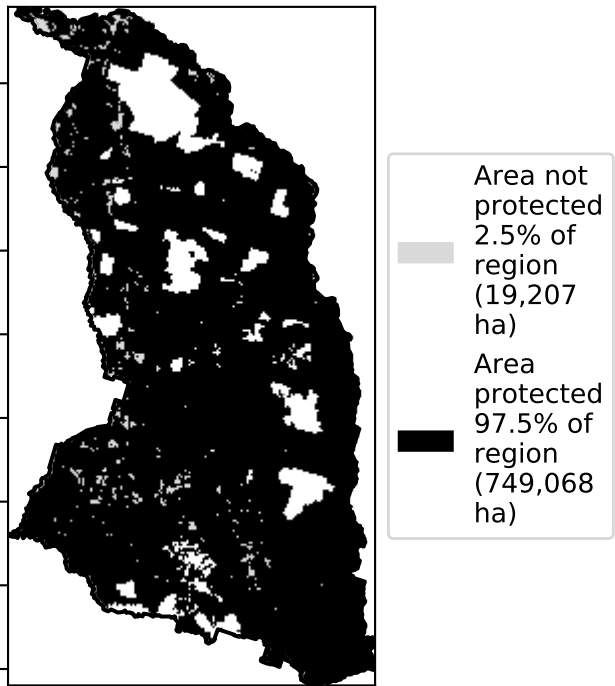 Area not
protected
2.5% of
region
(19,207
ha)
Area
protected
97.5% of
region
(749,068
ha)